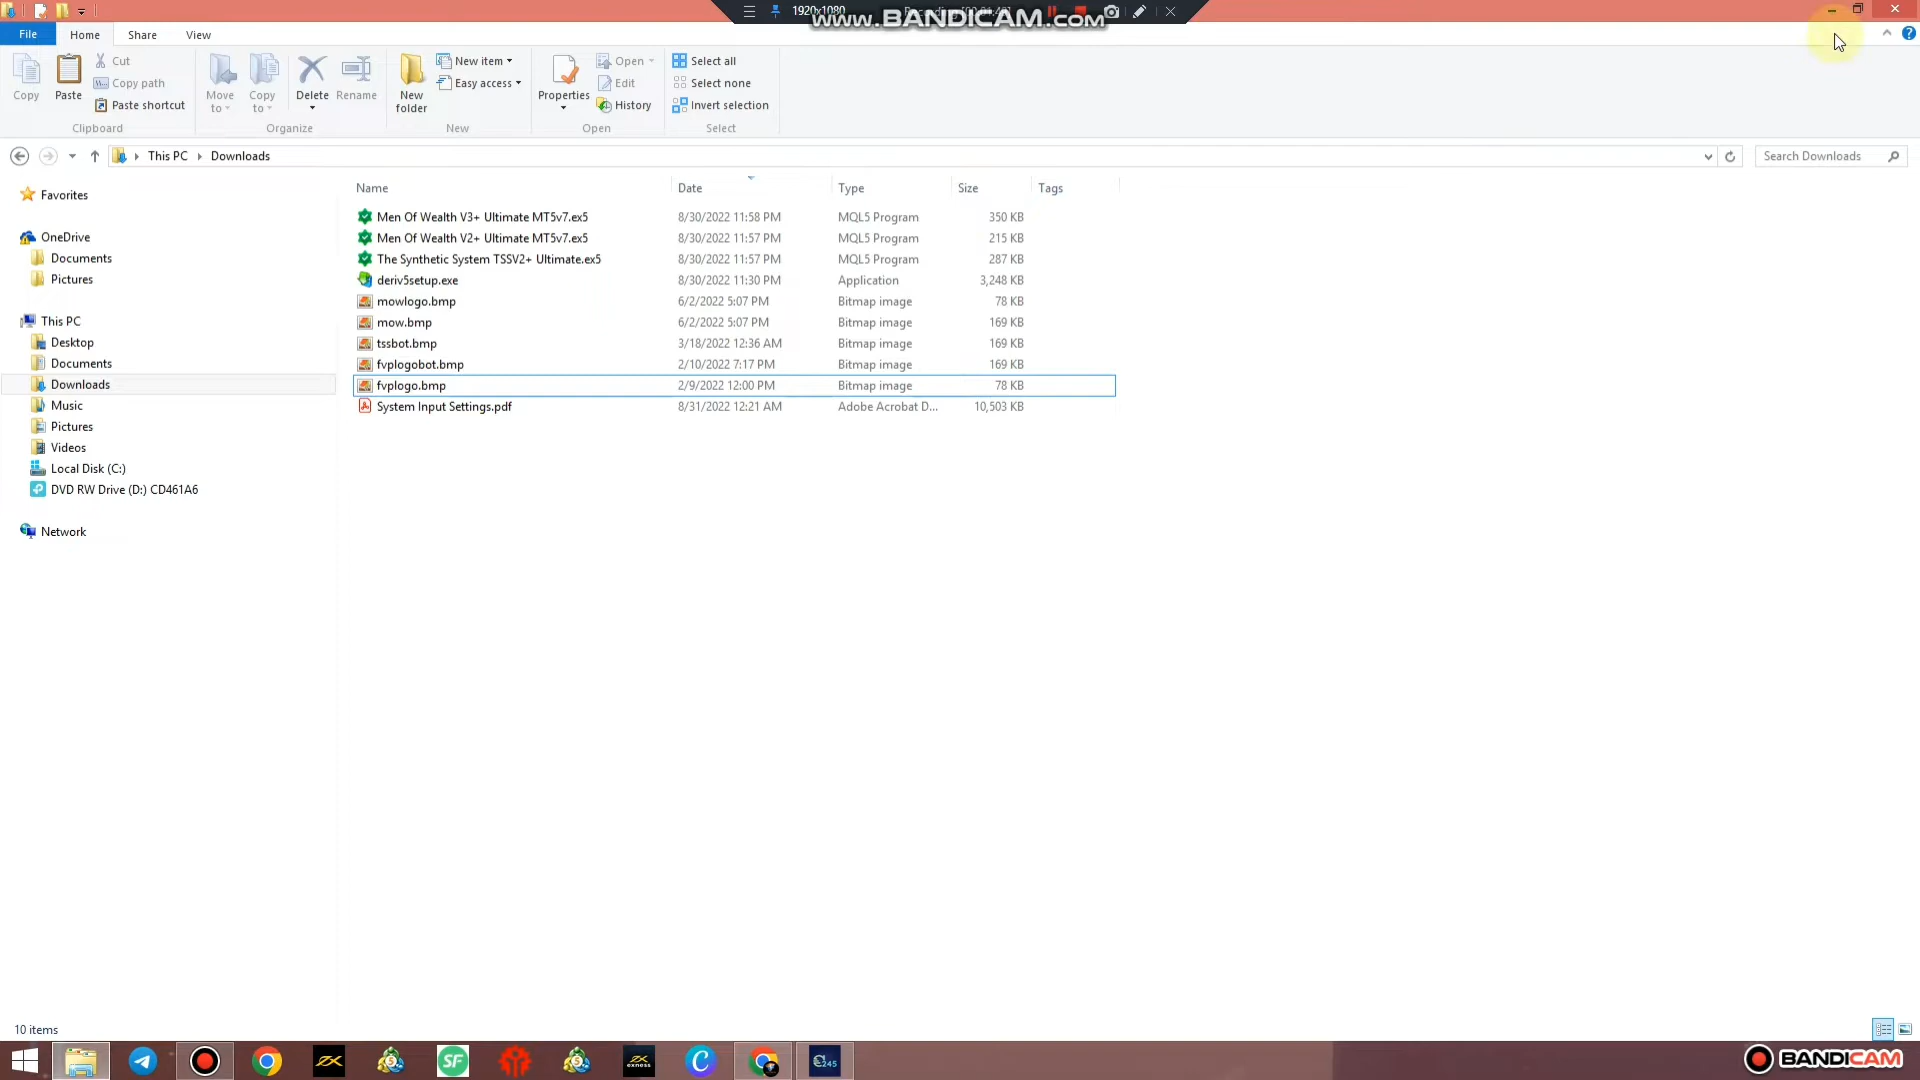 1920x1080
www.BANDICAM.com
File Home Share View
Copy
Paste
Cut
Copy path
Paste shortcut
Clipboard
Move to
Copy to
Delete
Rename
Organize
New folder
New item
Easy access
New
Properties
Open
Edit
History
Open
Select all
Select none
Invert selection
Select
This PC Downloads
Search Downloads
Favorites
OneDrive
Documents
Pictures
This PC
Desktop
Documents
Downloads
Music
Pictures
Videos
Local Disk (C:)
DVD RW Drive (D:) CD461A6
Network
Name Date Type Size Tags
Men Of Wealth V3+ Ultimate MT5v7.ex5 8/30/2022 11:58 PM MQL5 Program 350 KB
Men Of Wealth V2+ Ultimate MT5v7.ex5 8/30/2022 11:57 PM MQL5 Program 215 KB
The Synthetic System TSSV2+ Ultimate.ex5 8/30/2022 11:57 PM MQL5 Program 287 KB
deriv5setup.exe 8/30/2022 11:30 PM Application 3,248 KB
mowlogo.bmp 6/2/2022 5:07 PM Bitmap image 78 KB
mow.bmp 6/2/2022 5:07 PM Bitmap image 169 KB
tssbot.bmp 3/18/2022 12:36 AM Bitmap image 169 KB
fvplogobot.bmp 2/10/2022 7:17 PM Bitmap image 169 KB
fvplogo.bmp 2/9/2022 12:00 PM Bitmap image 78 KB
System Input Settings.pdf 8/31/2022 12:21 AM Adobe Acrobat D... 10,503 KB
10 items
SF
exness
C245
BANDICAM